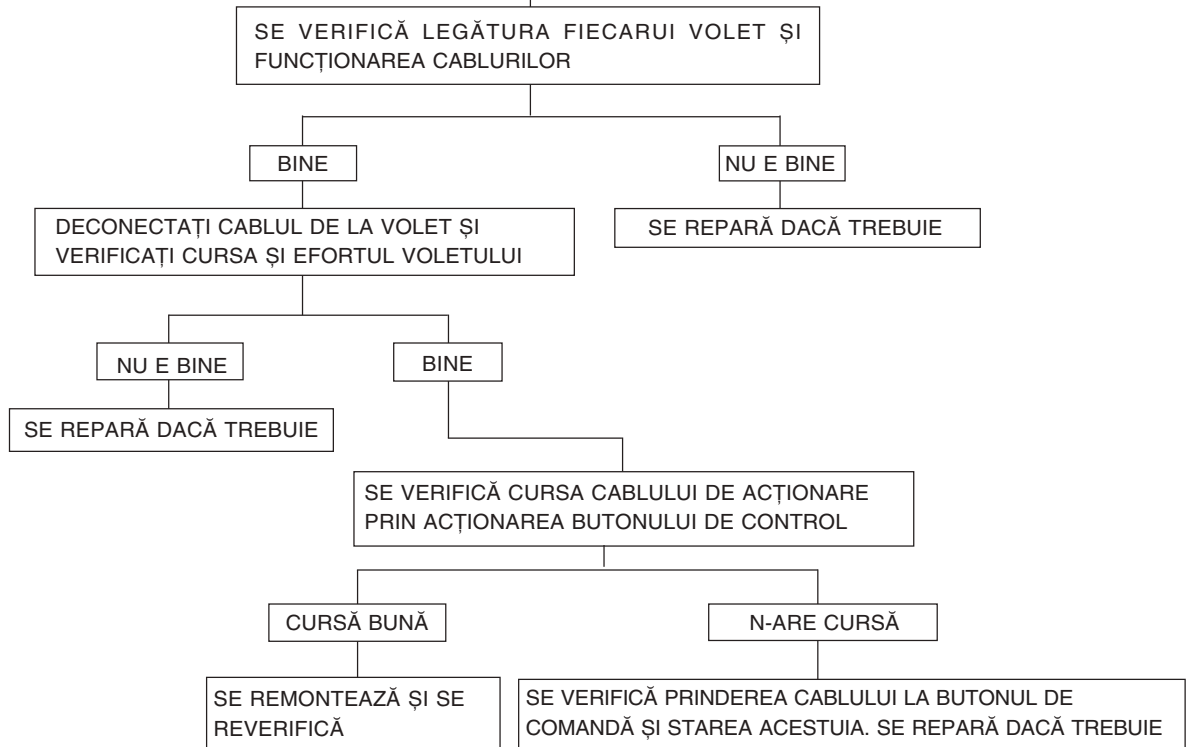 SE VERIFICĂ LEGĂTURA FIECARUI VOLET ȘI
FUNCȚIONAREA CABLURILOR
BINE
NU E BINE
DECONECTAȚI CABLUL DE LA VOLET ȘI
VERIFICAȚI CURSA ȘI EFORTUL VOLETULUI
SE REPARĂ DACĂ TREBUIE
NU E BINE
BINE
SE REPARĂ DACĂ TREBUIE
SE VERIFICĂ CURSA CABLULUI DE ACȚIONARE
PRIN ACȚIONAREA BUTONULUI DE CONTROL
CURSĂ BUNĂ
N-ARE CURSĂ
SE REMONTEAZĂ ȘI SE
REVERIFICĂ
SE VERIFICĂ PRINDEREA CABLULUI LA BUTONUL DE
COMANDĂ ȘI STAREA ACESTUIA. SE REPARĂ DACĂ TREBUIE